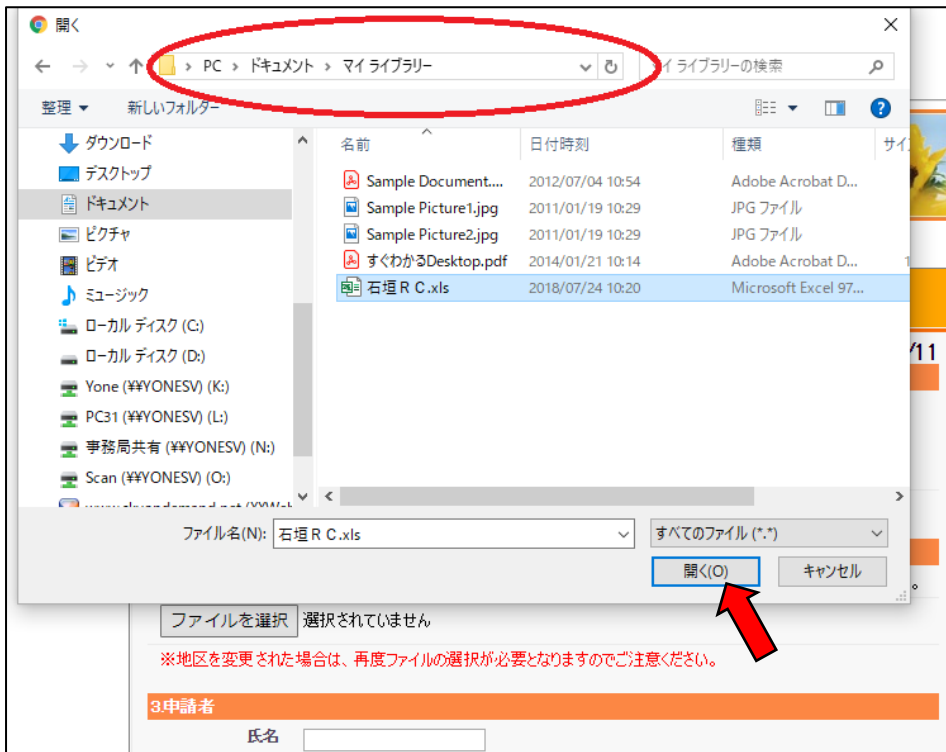 開く
PC › ドキュメント › マイ ライブラリー
イ ライブラリーの検索
整理 新しいフォルダー
ダウンロード
デスクトップ
ドキュメント
ピクチャ
ビデオ
ミュージック
ローカル ディスク (C:)
ローカル ディスク (D:)
Yone (¥¥YONESV) (K:)
PC31 (¥¥YONESV) (L:)
事務局共有 (¥¥YONESV) (N:)
Scan (¥¥YONESV) (O:)
名前 日付時刻 種類 サイ
Sample Document.... 2012/07/04 10:54 Adobe Acrobat D...
Sample Picture1.jpg 2011/01/19 10:29 JPG ファイル
Sample Picture2.jpg 2011/01/19 10:29 JPG ファイル
すぐわかるDesktop.pdf 2014/01/21 10:14 Adobe Acrobat D... 1
石垣ＲＣ.xls 2018/07/24 10:20 Microsoft Excel 97...
/11
ファイル名(N): 石垣ＲＣ.xls すべてのファイル (*.*)
開く(O) キャンセル
。
ファイルを選択 選択されていません
※地区を変更された場合は、再度ファイルの選択が必要となりますのでご注意ください。
3.申請者
氏名